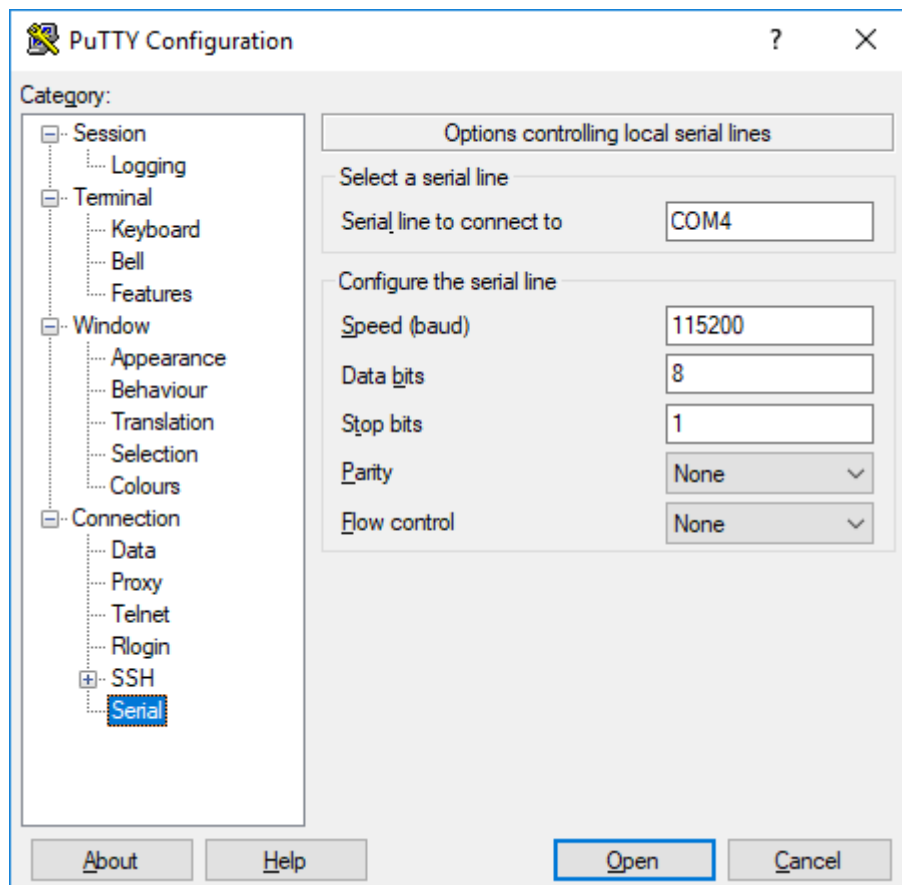 PuTTY Configuration
?
Category:
Session
Logging
Terminal
Keyboard
Bell
Features
Window
Appearance
Behaviour
Translation
Selection
Colours
Connection
Data
Proxy
Telnet
Rlogin
SSH
Serial
Options controlling local serial lines
Select a serial line
Serial line to connect to COM4
Configure the serial line
Speed (baud) 115200
Data bits 8
Stop bits 1
Parity None
Flow control None
About Help Open Cancel